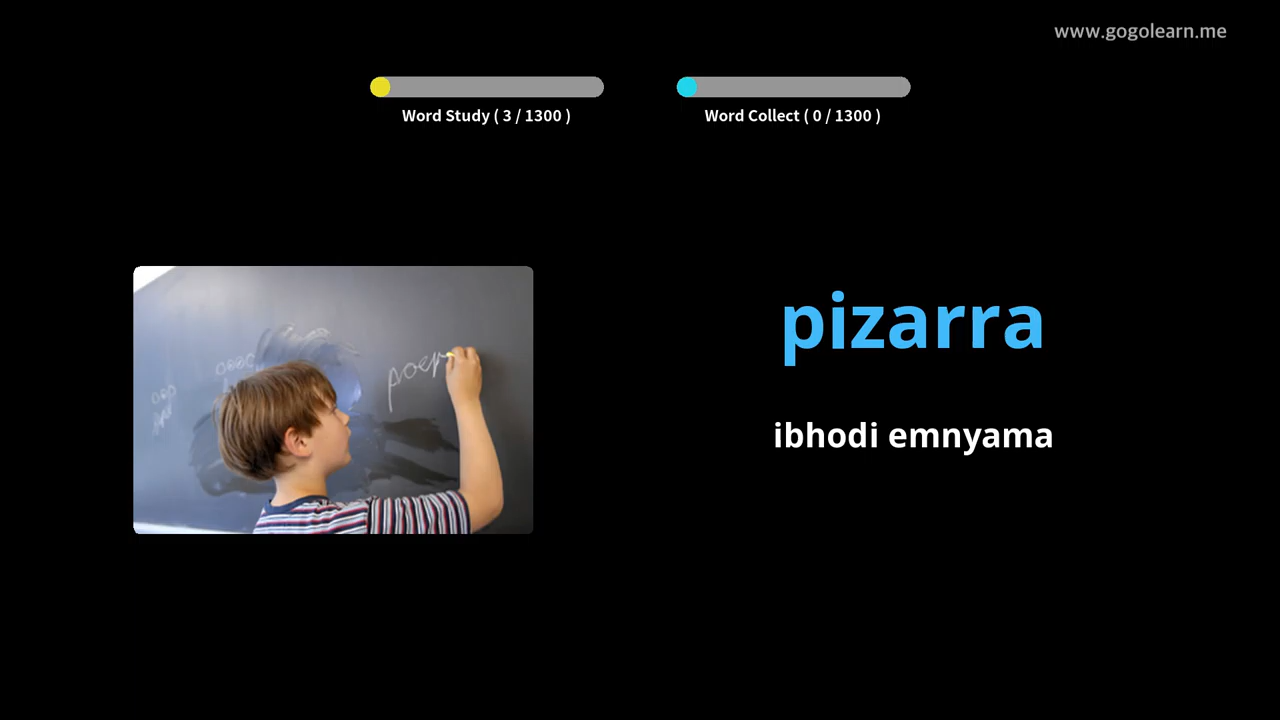 www.gogolearn.me
Word Study ( 3 / 1300 )
Word Collect ( 0 / 1300 )
pizarra
ibhodi emnyama